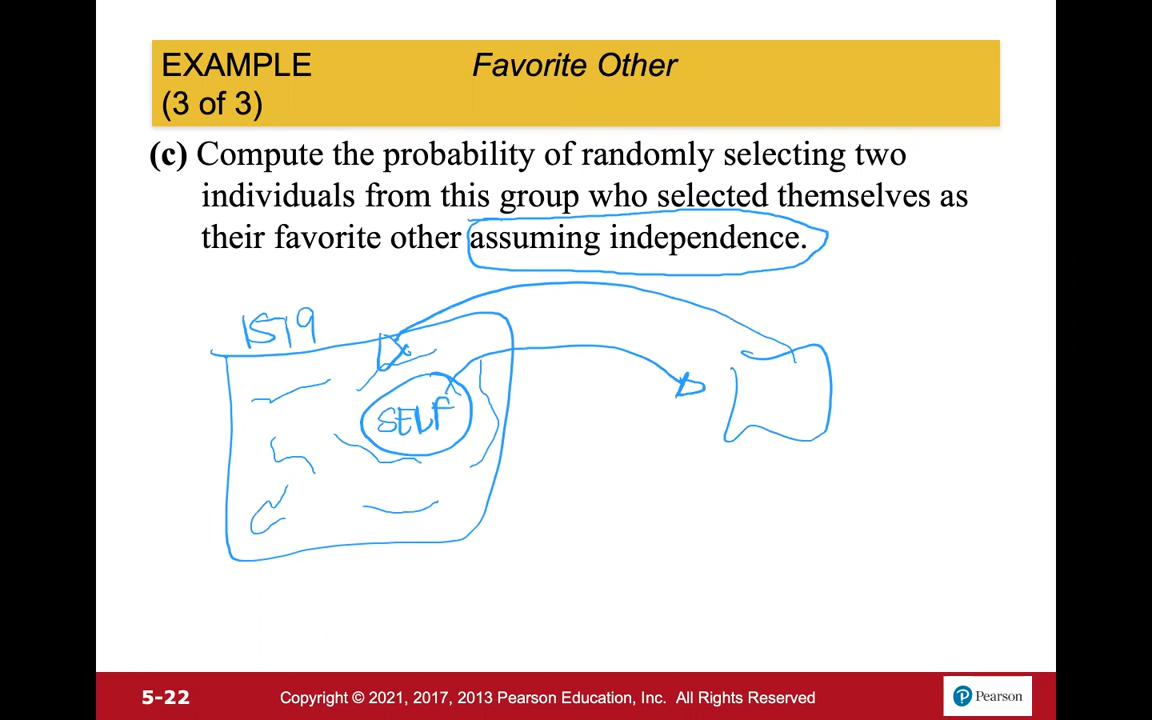 EXAMPLE Favorite Other
(3 of 3)
(c) Compute the probability of randomly selecting two
individuals from this group who selected themselves as
their favorite other assuming independence.
1579
SELF
5-22 Copyright © 2021, 2017, 2013 Pearson Education, Inc. All Rights Reserved Pearson